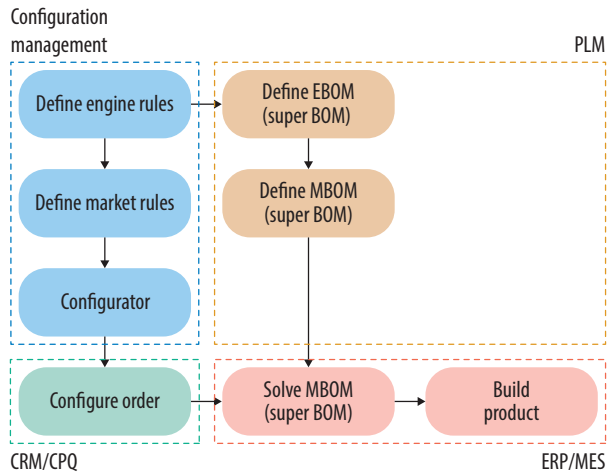 Configuration
management
PLM
Define engine rules
Define EBOM
(super BOM)
Define market rules
Define MBOM
(super BOM)
Configurator
Configure order
Solve MBOM
(super BOM)
Build
product
CRM/CPQ
ERP/MES